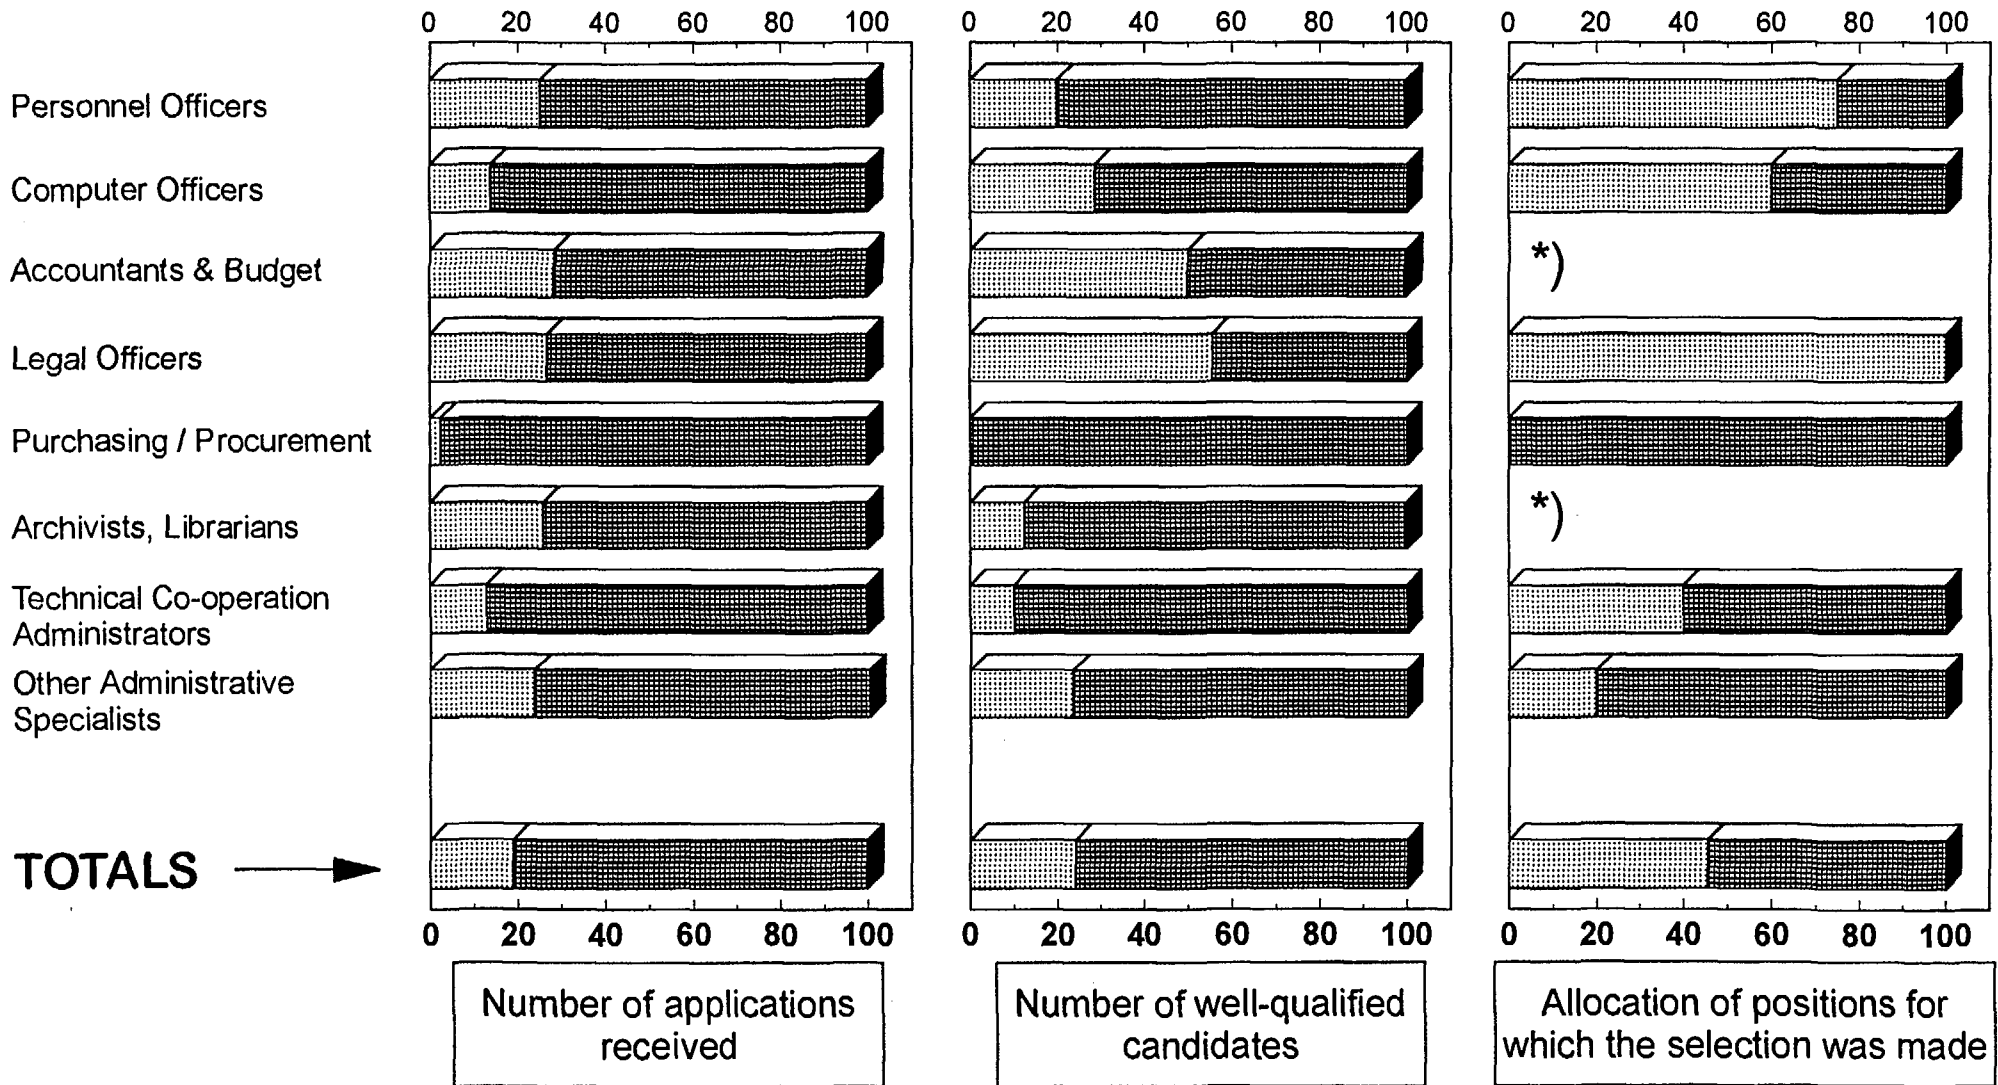 0 20 40 60 80 100 0 20 40 60 80 100 0 20 40 60 80 100
Personnel Officers
Computer Officers
Accountants & Budget *)
Legal Officers
Purchasing / Procurement
Archivists, Librarians *)
Technical Co-operation
Administrators
Other Administrative
Specialists
TOTALS
0 20 40 60 80 100 0 20 40 60 80 100 0 20 40 60 80 100
Number of applications
received
Number of well-qualified
candidates
Allocation of positions for
which the selection was made